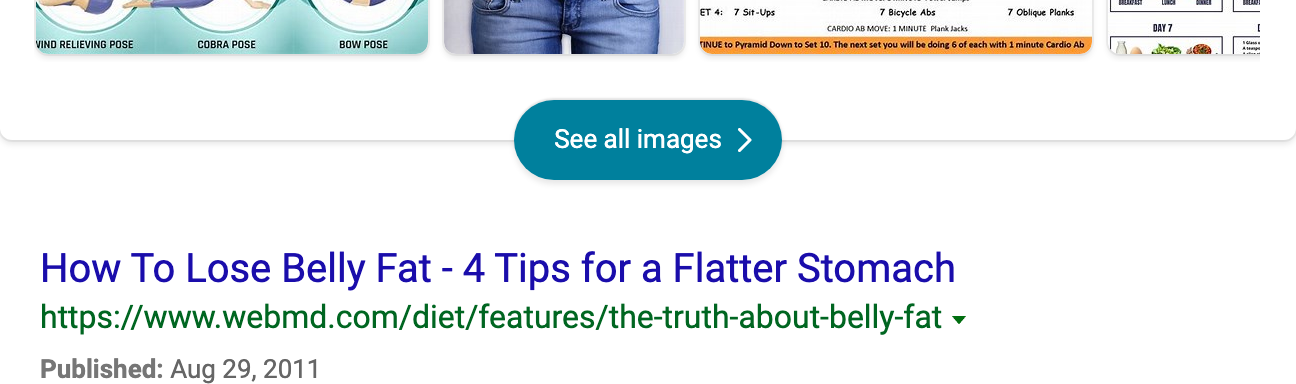 WIND RELIEVING POSE
COBRA POSE
BOW POSE
ET 4: 7 Sit-Ups 7 Bicycle Abs 7 Oblique Planks
CARDIO AB MOVE: 1 MINUTE Plank Jacks
TINUE to Pyramid Down to Set 10. The next set you will be doing 6 of each with 1 minute Cardio Ab
BREAKFAST LUNCH DINNER
DAY 7
See all images
How To Lose Belly Fat - 4 Tips for a Flatter Stomach
https://www.webmd.com/diet/features/the-truth-about-belly-fat
Published: Aug 29, 2011